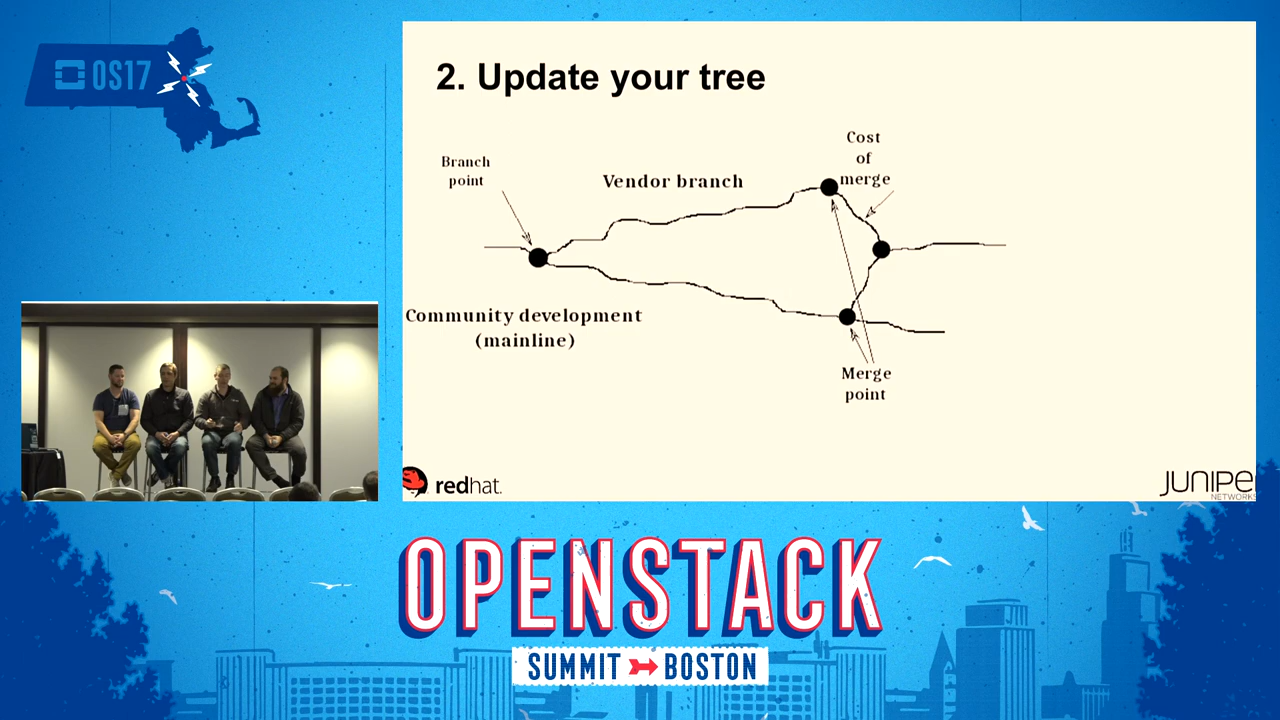 OS17
2. Update your tree
Branch
point
Vendor branch
Cost
of
merge
Community development
(mainline)
Merge
point
redhat.
JUNIPE
NETWORKS
OPENSTACK
SUMMIT BOSTON